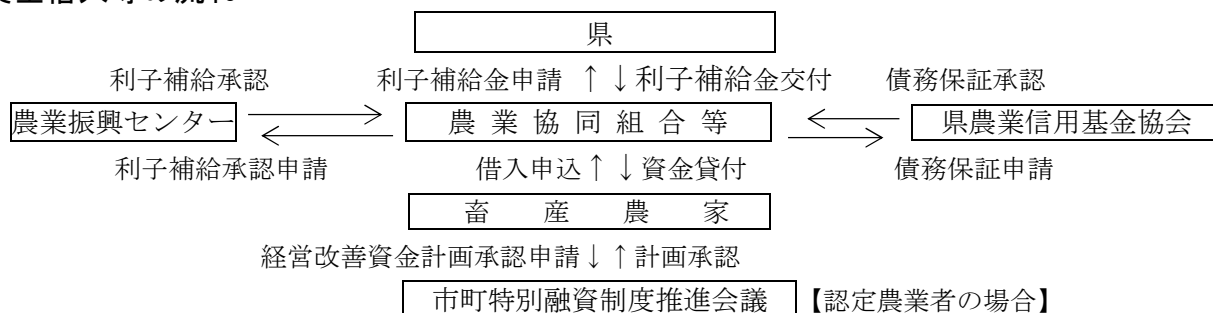 県
利子補給承認 利子補給金申請 ↑ ↓利子補給金交付 債務保証承認
農業振興センター 農業協同組合等 県農業信用基金協会
利子補給承認申請 借入申込↑ ↓資金貸付 債務保証申請
畜産農家
経営改善資金計画承認申請↓ ↑計画承認
市町特別融資制度推進会議 【認定農業者の場合】